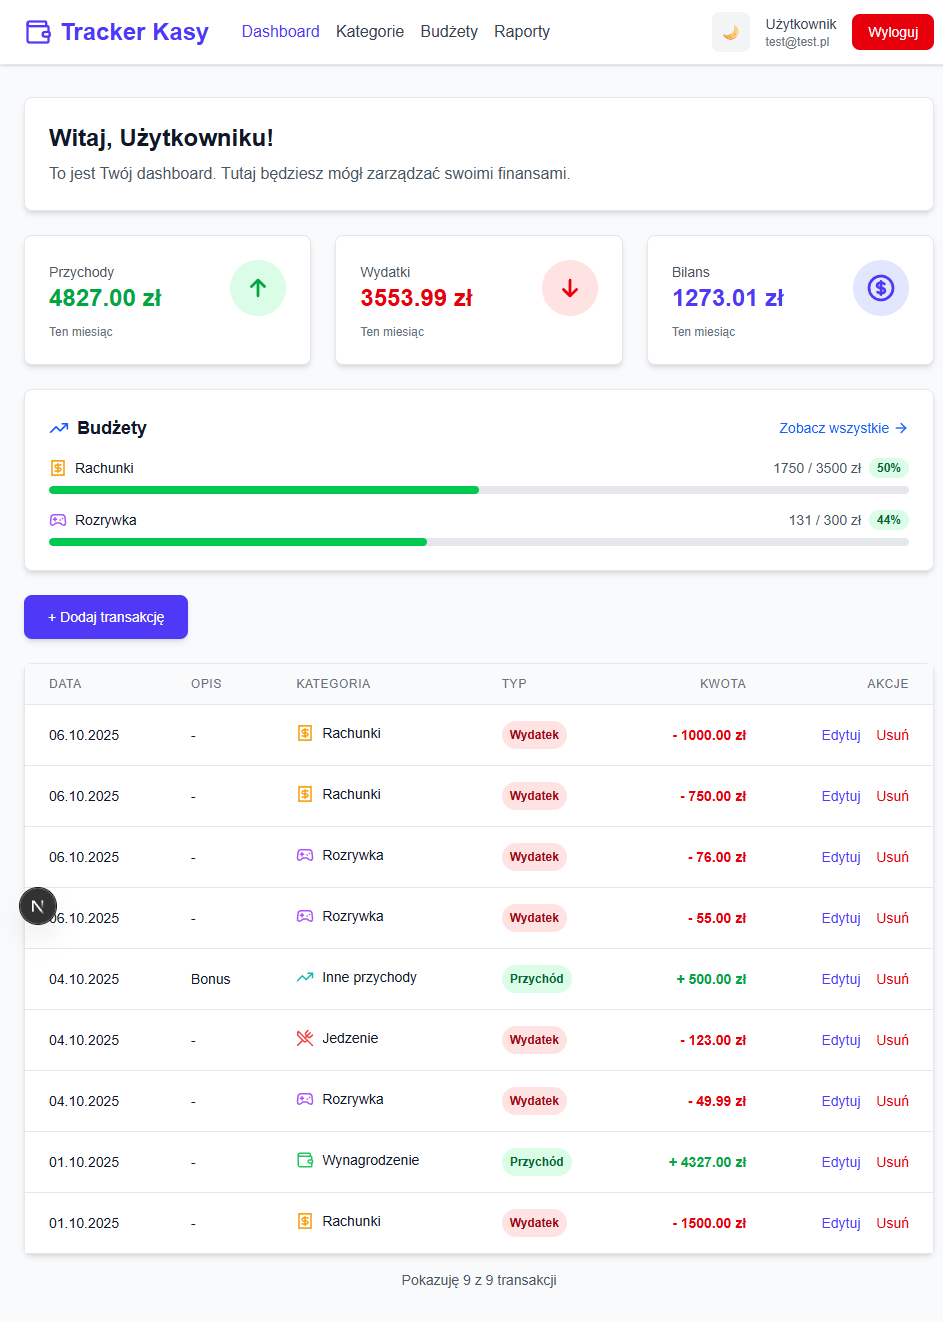 Tracker Kasy
Dashboard Kategorie Budżety Raporty
Użytkownik
test@test.pl
Wyloguj
Witaj, Użytkowniku!
To jest Twój dashboard. Tutaj będziesz mógł zarządzać swoimi finansami.
Przychody
4827.00 zł
Ten miesiąc
Wydatki
3553.99 zł
Ten miesiąc
Bilans
1273.01 zł
Ten miesiąc
Budżety
Zobacz wszystkie →
Rachunki 1750 / 3500 zł 50%
Rozrywka 131 / 300 zł 44%
+ Dodaj transakcję
DATA OPIS KATEGORIA TYP KWOTA AKCJE
06.10.2025 - Rachunki Wydatek - 1000.00 zł Edytuj Usuń
06.10.2025 - Rachunki Wydatek - 750.00 zł Edytuj Usuń
06.10.2025 - Rozrywka Wydatek - 76.00 zł Edytuj Usuń
N
06.10.2025 - Rozrywka Wydatek - 55.00 zł Edytuj Usuń
04.10.2025 Bonus Inne przychody Przychód + 500.00 zł Edytuj Usuń
04.10.2025 - Jedzenie Wydatek - 123.00 zł Edytuj Usuń
04.10.2025 - Rozrywka Wydatek - 49.99 zł Edytuj Usuń
01.10.2025 - Wynagrodzenie Przychód + 4327.00 zł Edytuj Usuń
01.10.2025 - Rachunki Wydatek - 1500.00 zł Edytuj Usuń
Pokazuję 9 z 9 transakcji